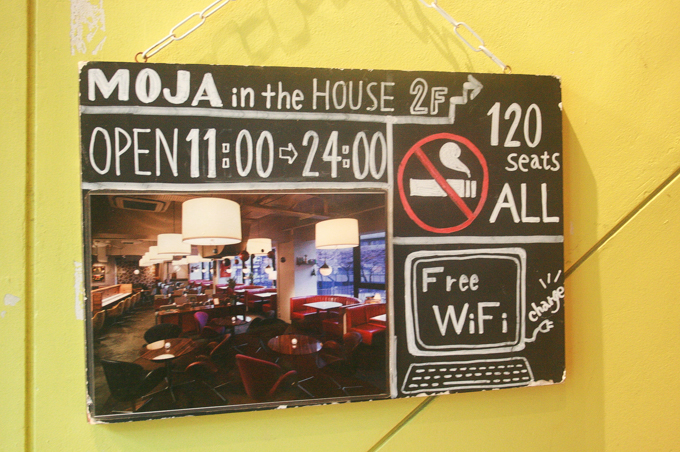 MOJA in the HOUSE 2F
OPEN 11:00⇨24:00
120
seats
ALL
Free
WiFi
charge